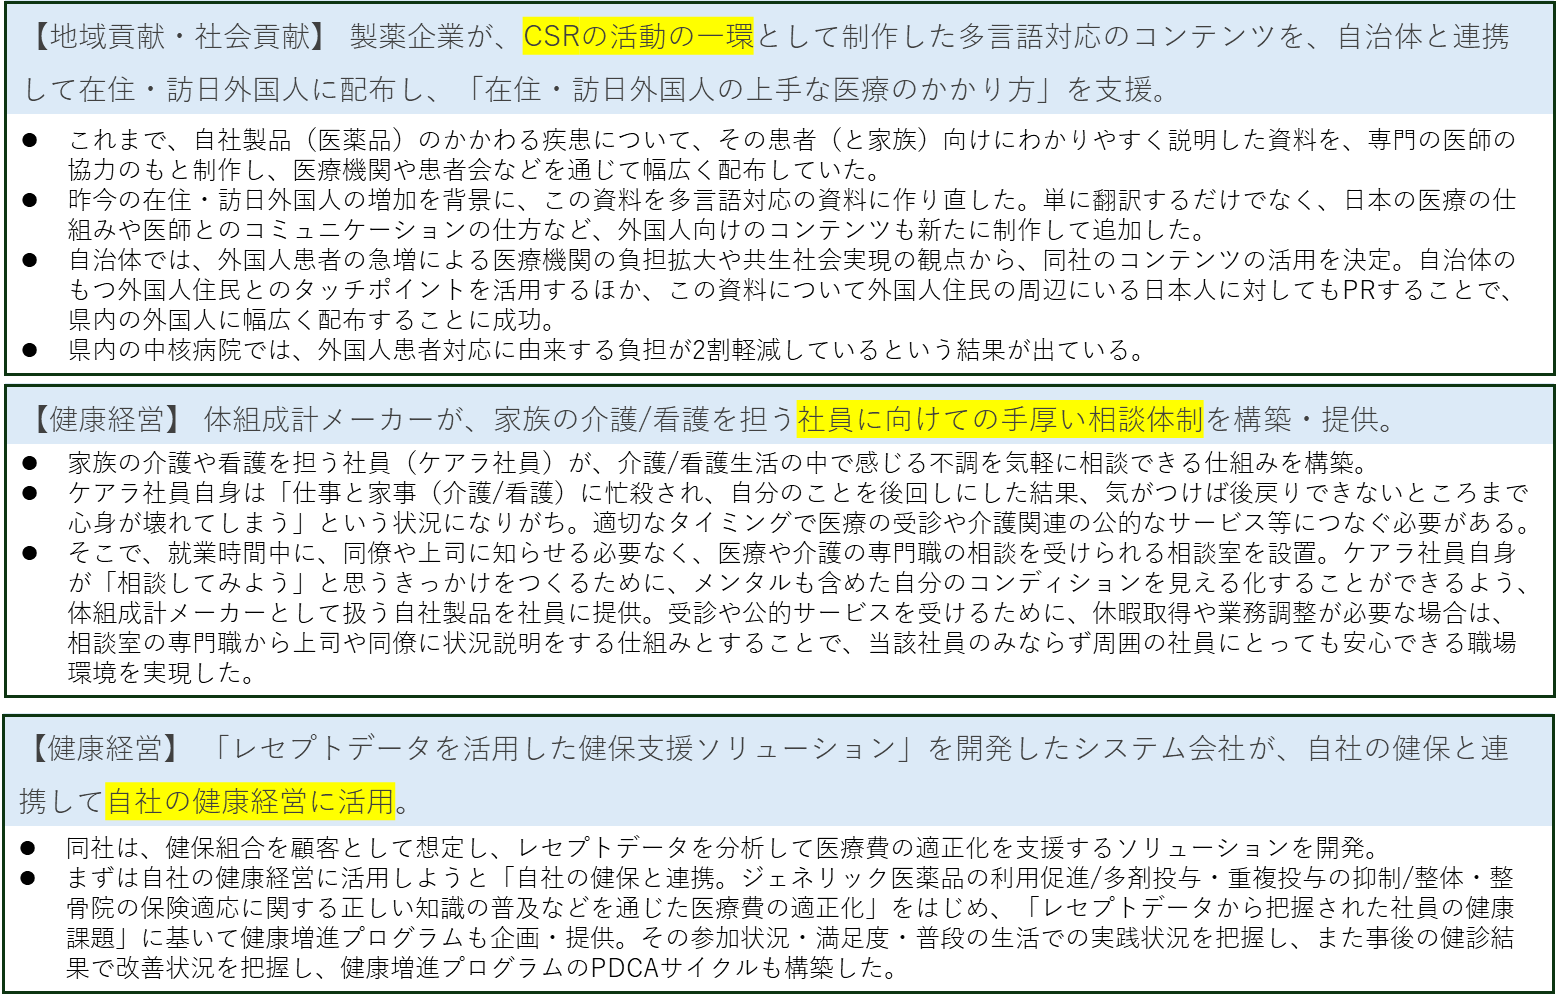 【地域貢献・社会貢献】 製薬企業が、CSRの活動の一環として制作した多言語対応のコンテンツを、自治体と連携
して在住・訪日外国人に配布し、「在住・訪日外国人の上手な医療のかかり方」を支援。
● これまで、自社製品（医薬品）のかかわる疾患について、その患者（と家族）向けにわかりやすく説明した資料を、専門の医師の
協力のもと制作し、医療機関や患者会などを通じて幅広く配布していた。
● 昨今の在住・訪日外国人の増加を背景に、この資料を多言語対応の資料に作り直した。単に翻訳するだけでなく、日本の医療の仕
組みや医師とのコミュニケーションの仕方など、外国人向けのコンテンツも新たに制作して追加した。
● 自治体では、外国人患者の急増による医療機関の負担拡大や共生社会実現の観点から、同社のコンテンツの活用を決定。自治体の
もつ外国人住民とのタッチポイントを活用するほか、この資料について外国人住民の周辺にいる日本人に対してもPRすることで、
県内の外国人に幅広く配布することに成功。
● 県内の中核病院では、外国人患者対応に由来する負担が2割軽減しているという結果が出ている。
【健康経営】 体組成計メーカーが、家族の介護/看護を担う社員に向けての手厚い相談体制を構築・提供。
● 家族の介護や看護を担う社員（ケアラ社員）が、介護/看護生活の中で感じる不調を気軽に相談できる仕組みを構築。
● ケアラ社員自身は「仕事と家事（介護/看護）に忙殺され、自分のことを後回しにした結果、気がつけば後戻りできないところまで
心身が壊れてしまう」という状況になりがち。適切なタイミングで医療の受診や介護関連の公的なサービス等につなぐ必要がある。
● そこで、就業時間中に、同僚や上司に知らせる必要なく、医療や介護の専門職の相談を受けられる相談室を設置。ケアラ社員自身
が「相談してみよう」と思うきっかけをつくるために、メンタルも含めた自分のコンディションを見える化することができるよう、
体組成計メーカーとして扱う自社製品を社員に提供。受診や公的サービスを受けるために、休暇取得や業務調整が必要な場合は、
相談室の専門職から上司や同僚に状況説明をする仕組みとすることで、当該社員のみならず周囲の社員にとっても安心できる職場
環境を実現した。
【健康経営】 「レセプトデータを活用した健保支援ソリューション」を開発したシステム会社が、自社の健保と連
携して自社の健康経営に活用。
● 同社は、健保組合を顧客として想定し、レセプトデータを分析して医療費の適正化を支援するソリューションを開発。
● まずは自社の健康経営に活用しようと「自社の健保と連携。ジェネリック医薬品の利用促進/多剤投与・重複投与の抑制/整体・整
骨院の保険適応に関する正しい知識の普及などを通じた医療費の適正化」をはじめ、「レセプトデータから把握された社員の健康
課題」に基いて健康増進プログラムも企画・提供。その参加状況・満足度・普段の生活での実践状況を把握し、また事後の健診結
果で改善状況を把握し、健康増進プログラムのPDCAサイクルも構築した。